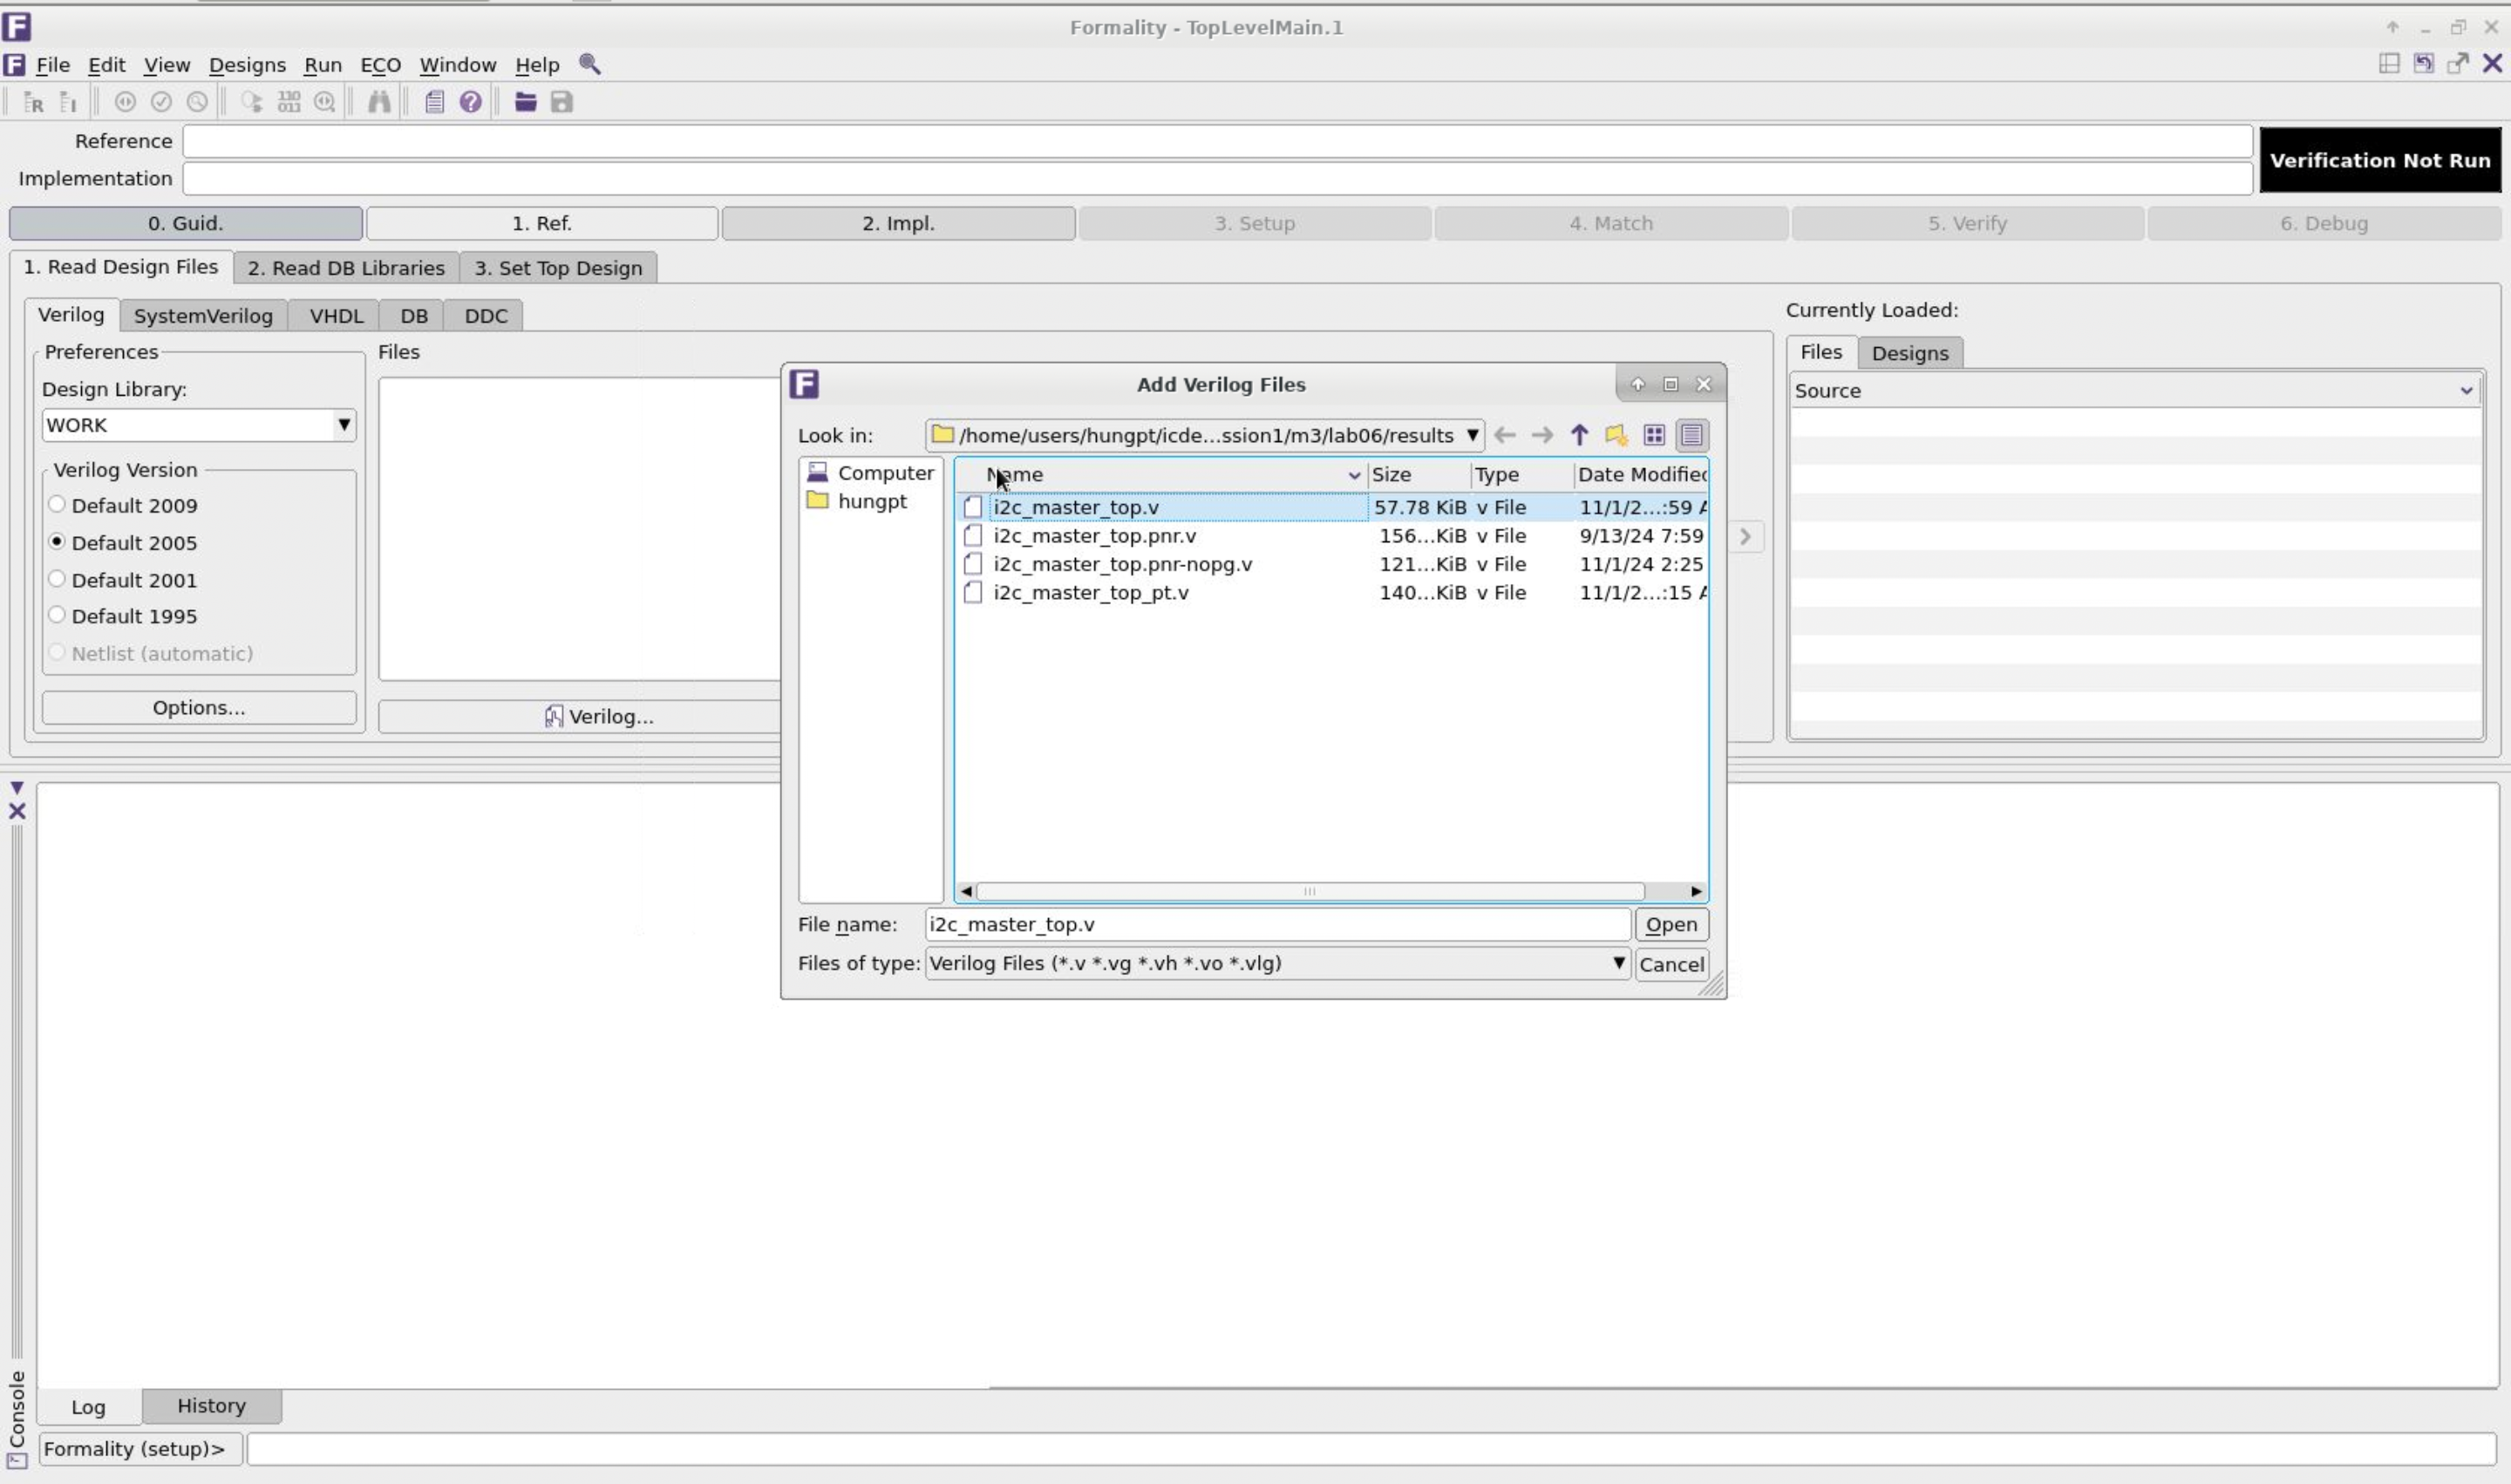 Formality - TopLevelMain.1
File Edit View Designs Run ECO Window Help
Reference
Implementation
Verification Not Run
0. Guid. 1. Ref. 2. Impl. 3. Setup 4. Match 5. Verify 6. Debug
1. Read Design Files 2. Read DB Libraries 3. Set Top Design
Verilog SystemVerilog VHDL DB DDC
Preferences
Design Library:
WORK
Verilog Version
Default 2009
Default 2005
Default 2001
Default 1995
Netlist (automatic)
Options...
Files
Verilog...
Add Verilog Files
Look in: /home/users/hungpt/icde...ssion1/m3/lab06/results
Computer
hungpt
Name Size Type Date Modified
i2c_master_top.v 57.78 KiB v File 11/1/2...:59 A
i2c_master_top.pnr.v 156...KiB v File 9/13/24 7:59
i2c_master_top.pnr-nopg.v 121...KiB v File 11/1/24 2:25
i2c_master_top_pt.v 140...KiB v File 11/1/2...:15 A
File name: i2c_master_top.v Open
Files of type: Verilog Files (*.v *.vg *.vh *.vo *.vlg) Cancel
Currently Loaded:
Files Designs
Source
Console
Log History
Formality (setup)>